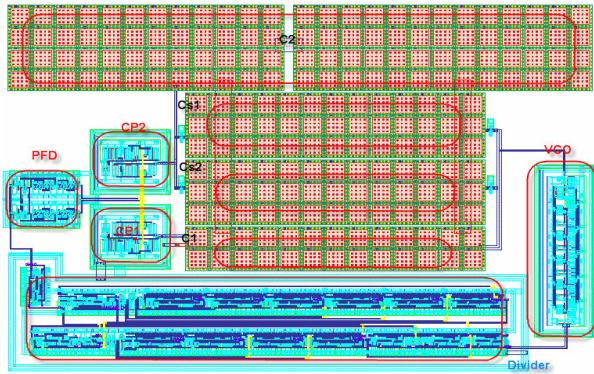 C2
Cs1
CP2
VCO
PFD
Cs2
CP1
C1
Divider